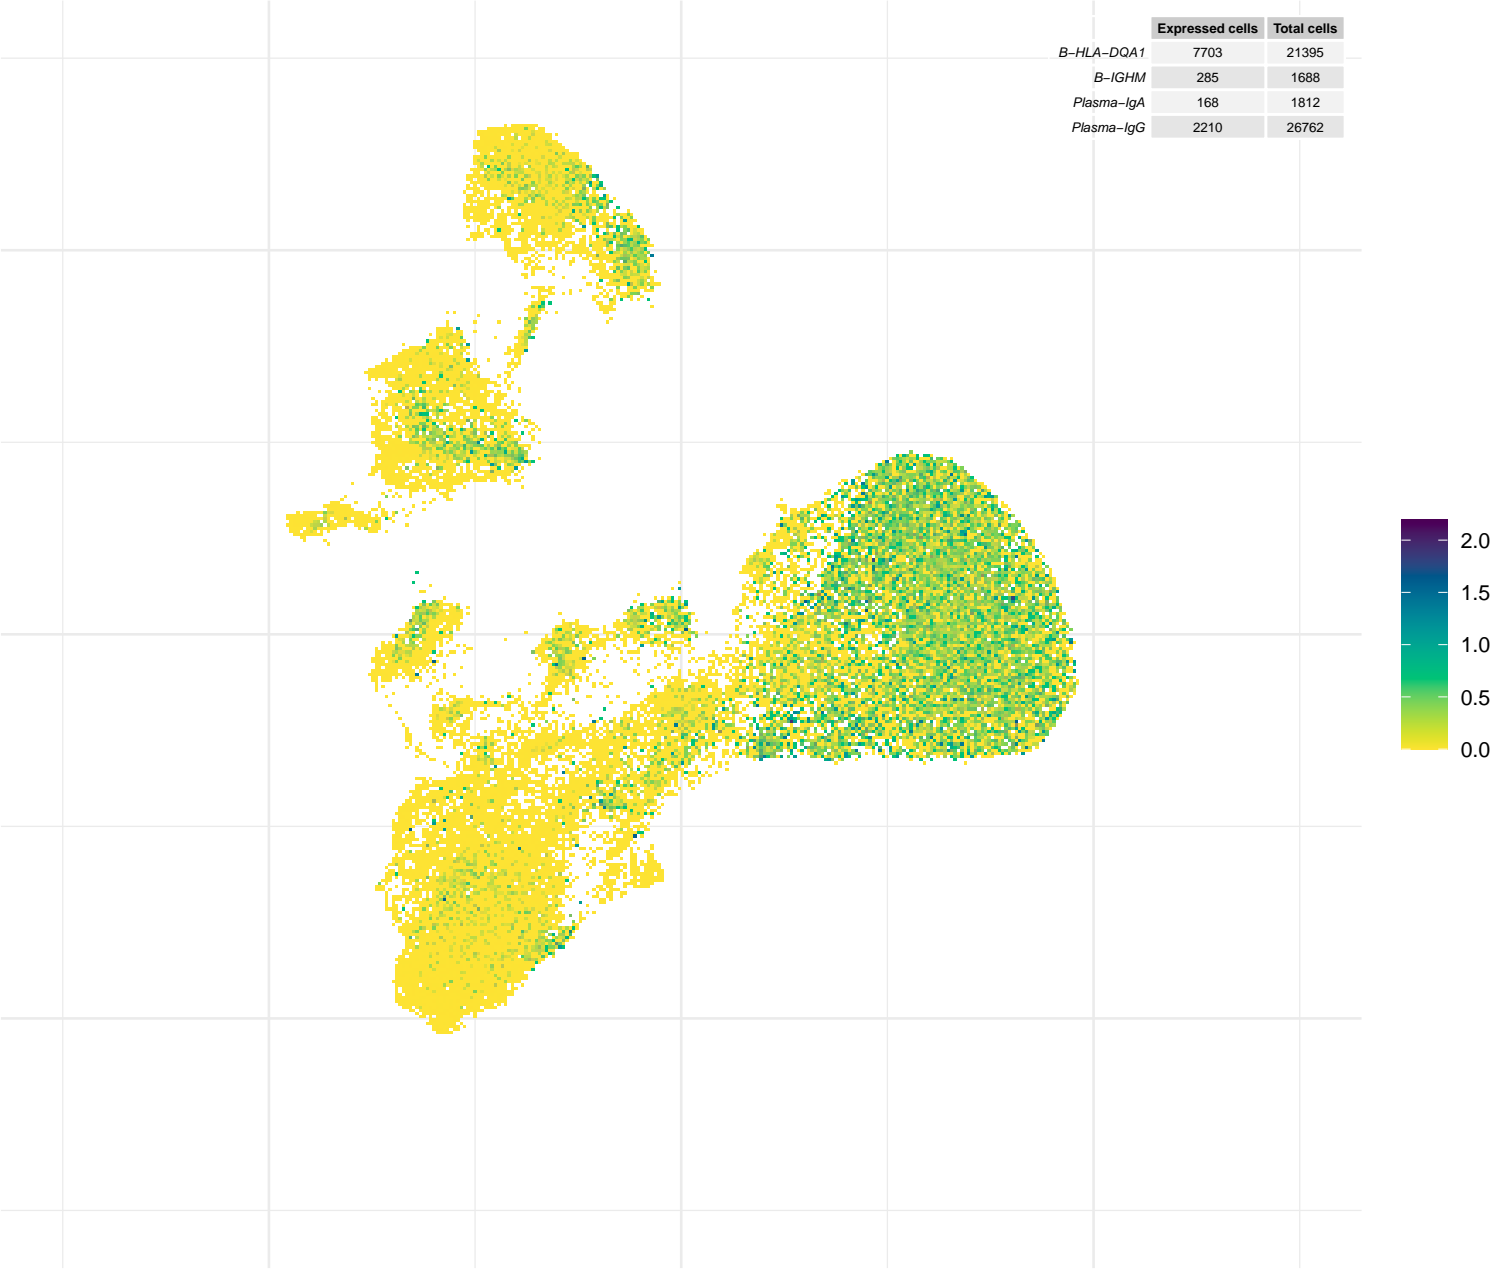 Expressed cells Total cells
B−HLA−DQA1 7703 21395
B−IGHM 285 1688
Plasma−IgA 168 1812
Plasma−IgG 2210 26762
2.0
1.5
1.0
0.5
0.0